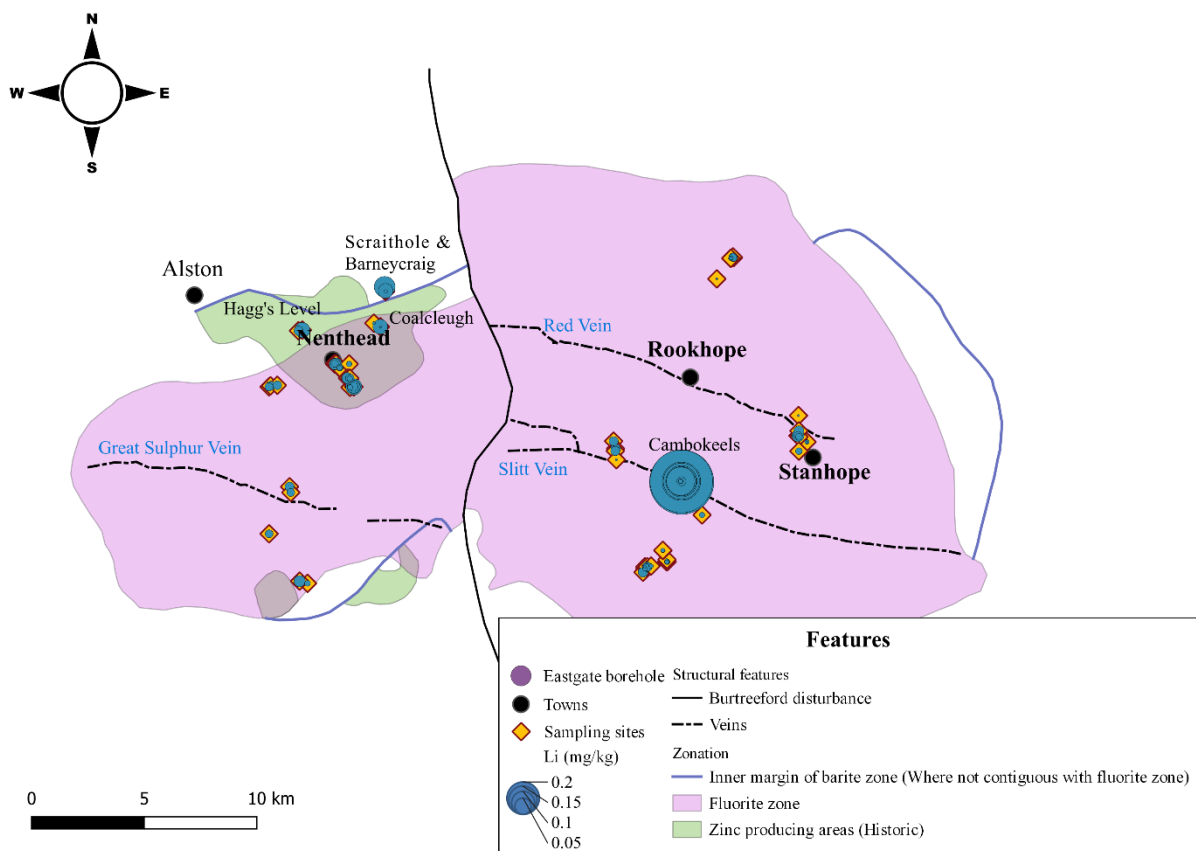 N
W
E
S
Scraithole &
Barneycraig
Alston
Hagg's Level
Coalcleugh
Nenthead
Red Vein
Rookhope
Great Sulphur Vein
Slitt Vein
Cambokeels
Stanhope
0 5 10 km
Features
Eastgate borehole
Towns
Sampling sites
Li (mg/kg)
0.2
0.15
0.1
0.05
Structural features
Burtreeford disturbance
Veins
Zonation
Inner margin of barite zone (Where not contiguous with fluorite zone)
Fluorite zone
Zinc producing areas (Historic)